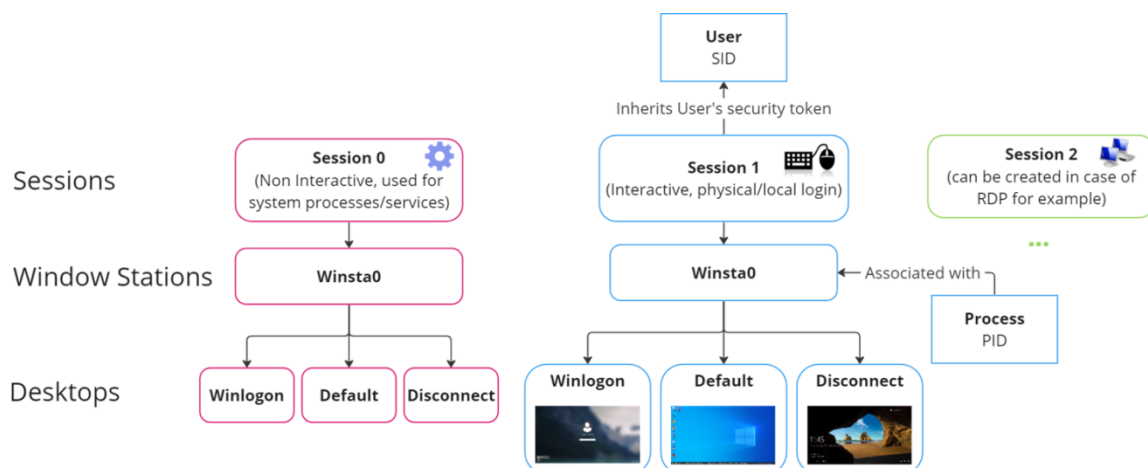 User
SID
Inherits User's security token
Sessions
Session 0
(Non Interactive, used for
system processes/services)
Session 1
(Interactive, physical/local login)
Session 2
(can be created in case of
RDP for example)
...
Window Stations
Winsta0
Winsta0
Associated with
Process
PID
Desktops
Winlogon
Default
Disconnect
Winlogon
Default
Disconnect
11:45